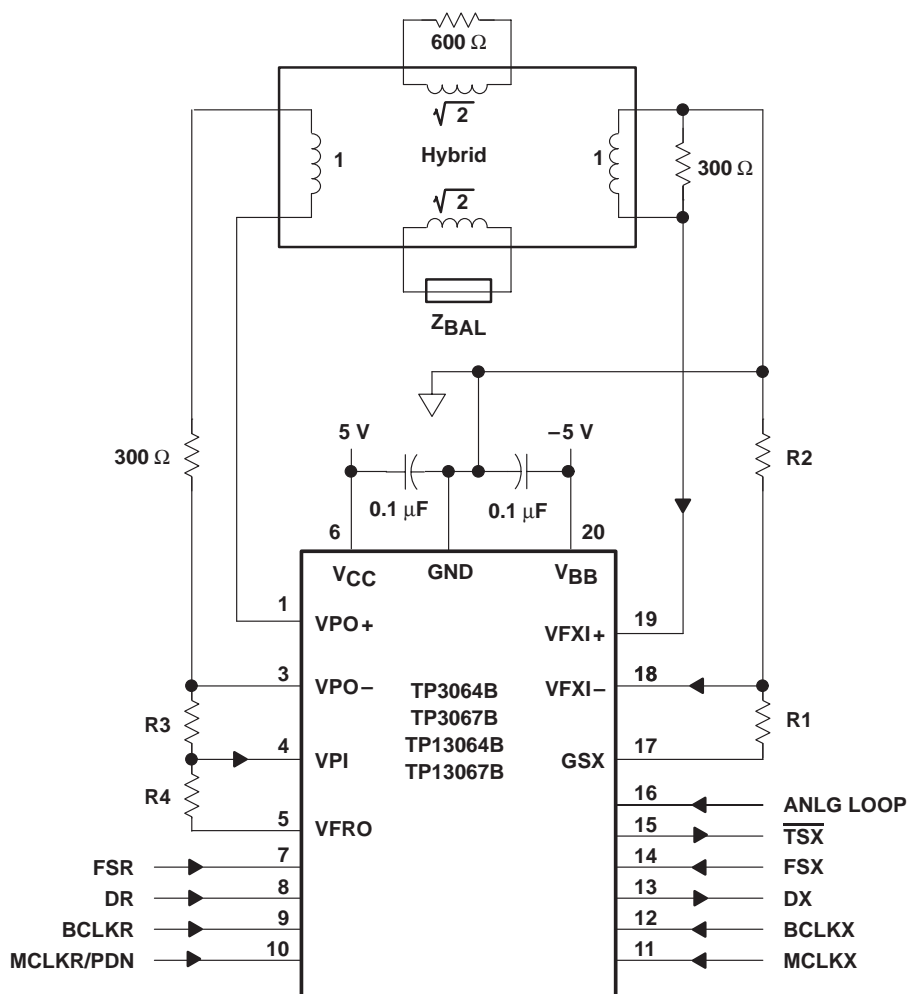 600 Ω
√2
1
Hybrid
1
300 Ω
√2
ZBAL
5 V
–5 V
300 Ω
R2
0.1 µF
0.1 µF
6
20
VCC
GND
VBB
1
VPO+
19
VFXI+
3
VPO–
TP3064B
TP3067B
TP13064B
TP13067B
VFXI–
18
R3
R1
4
VPI
GSX
17
R4
16
ANLG LOOP
5
VFRO
15
TSX
FSR
7
14
FSX
DR
8
13
DX
BCLKR
9
12
BCLKX
MCLKR/PDN
10
11
MCLKX